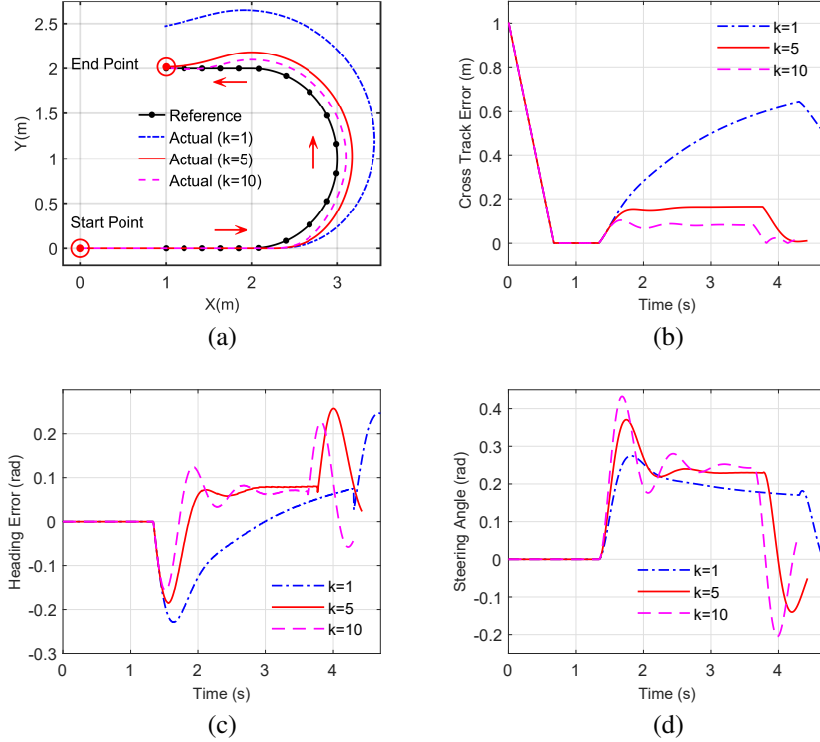 2.5
2
1.5
1
0.5
0
Y(m)
End Point
Reference
Actual (k=1)
Actual (k=5)
Actual (k=10)
Start Point
0
1
2
3
X(m)
(a)
1
0.8
0.6
0.4
0.2
0
Cross Track Error (m)
k=1
k=5
k=10
0
1
2
3
4
Time (s)
(b)
0.2
0.1
0
-0.1
-0.2
-0.3
Heading Error (rad)
k=1
k=5
k=10
0
1
2
3
4
Time (s)
(c)
0.4
0.3
0.2
0.1
0
-0.1
-0.2
Steering Angle (rad)
k=1
k=5
k=10
0
1
2
3
4
Time (s)
(d)